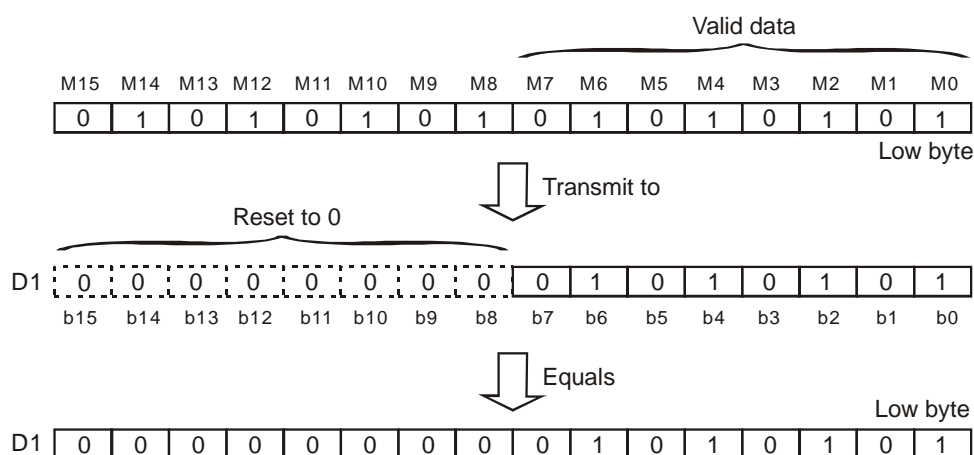 Valid data
M15 M14 M13 M12 M11 M10 M9 M8 M7 M6 M5 M4 M3 M2 M1 M0
0 1 0 1 0 1 0 1 0 1 0 1 0 1 0 1
Low byte
Transmit to
Reset to 0
D1 0 0 0 0 0 0 0 0 0 1 0 1 0 1 0 1
b15 b14 b13 b12 b11 b10 b9 b8 b7 b6 b5 b4 b3 b2 b1 b0
Equals
Low byte
D1 0 0 0 0 0 0 0 0 0 1 0 1 0 1 0 1